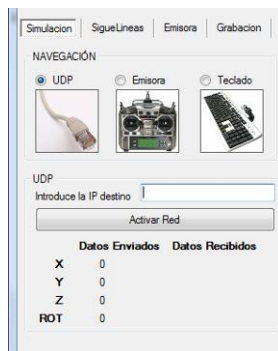 Simulacion SigueLineas Emisora Grabacion
NAVEGACIÓN
UDP Emisora Teclado
UDP
Introduce la IP destino
Activar Red
Datos Enviados Datos Recibidos
X 0
Y 0
Z 0
ROT 0